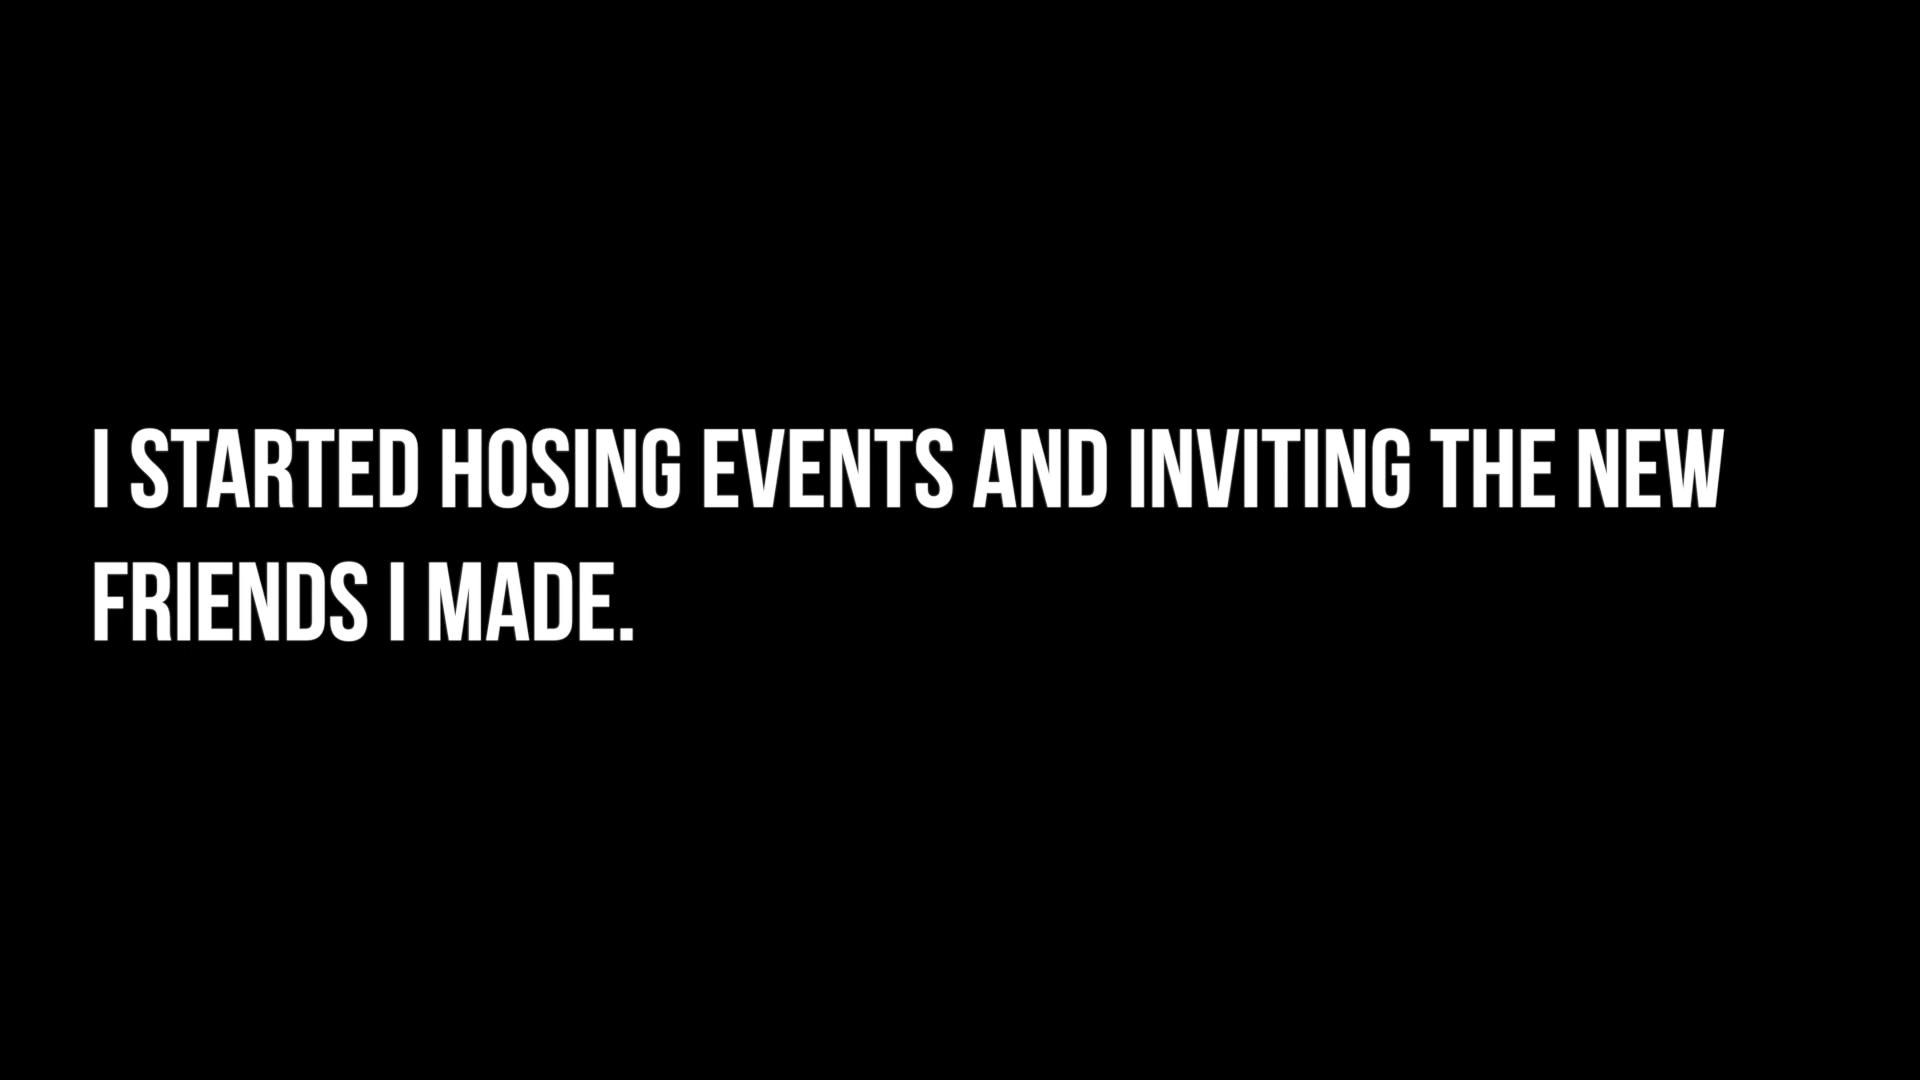 I STARTED HOSING EVENTS AND INVITING THE NEW
FRIENDS I MADE.